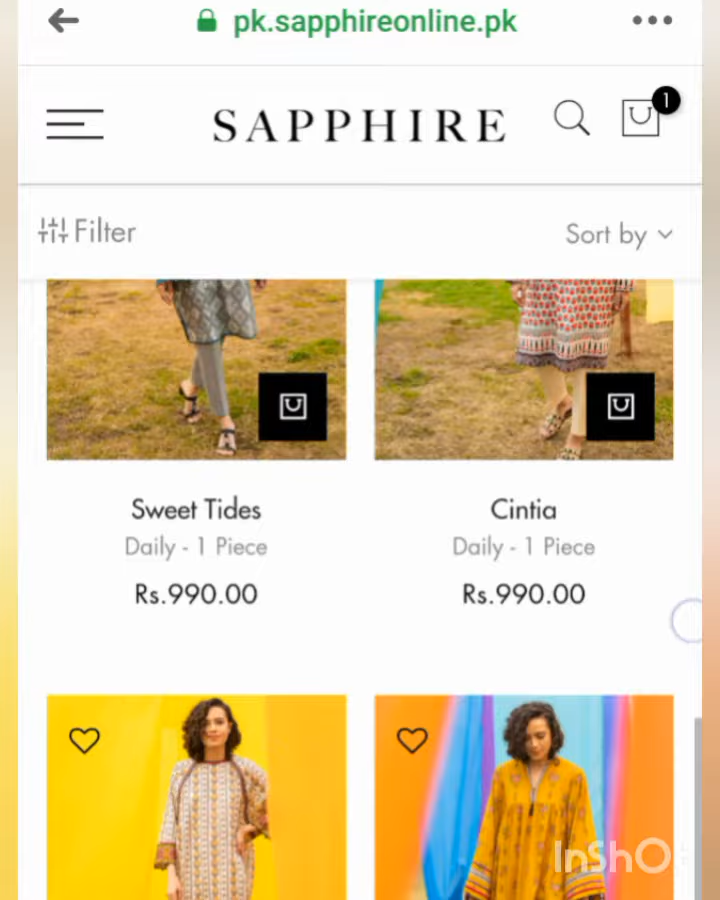 pk.sapphireonline.pk
SAPPHIRE
1
Filter
Sort by
Sweet Tides
Daily - 1 Piece
Rs.990.00
Cintia
Daily - 1 Piece
Rs.990.00
InShO